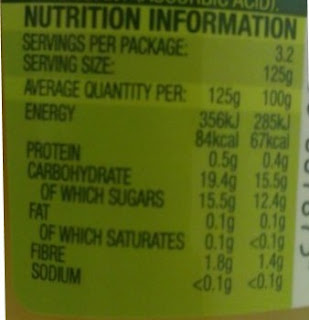 (ASCORBIC ACID).
NUTRITION INFORMATION
SERVINGS PER PACKAGE: 3.2
SERVING SIZE: 125g
AVERAGE QUANTITY PER: 125g 100g
ENERGY 356kJ 285kJ
84kcal 67kcal
PROTEIN 0.5g 0.4g
CARBOHYDRATE 19.4g 15.5g
OF WHICH SUGARS 15.5g 12.4g
FAT 0.1g 0.1g
OF WHICH SATURATES 0.1g <0.1g
FIBRE 1.8g 1.4g
SODIUM <0.1g <0.1g